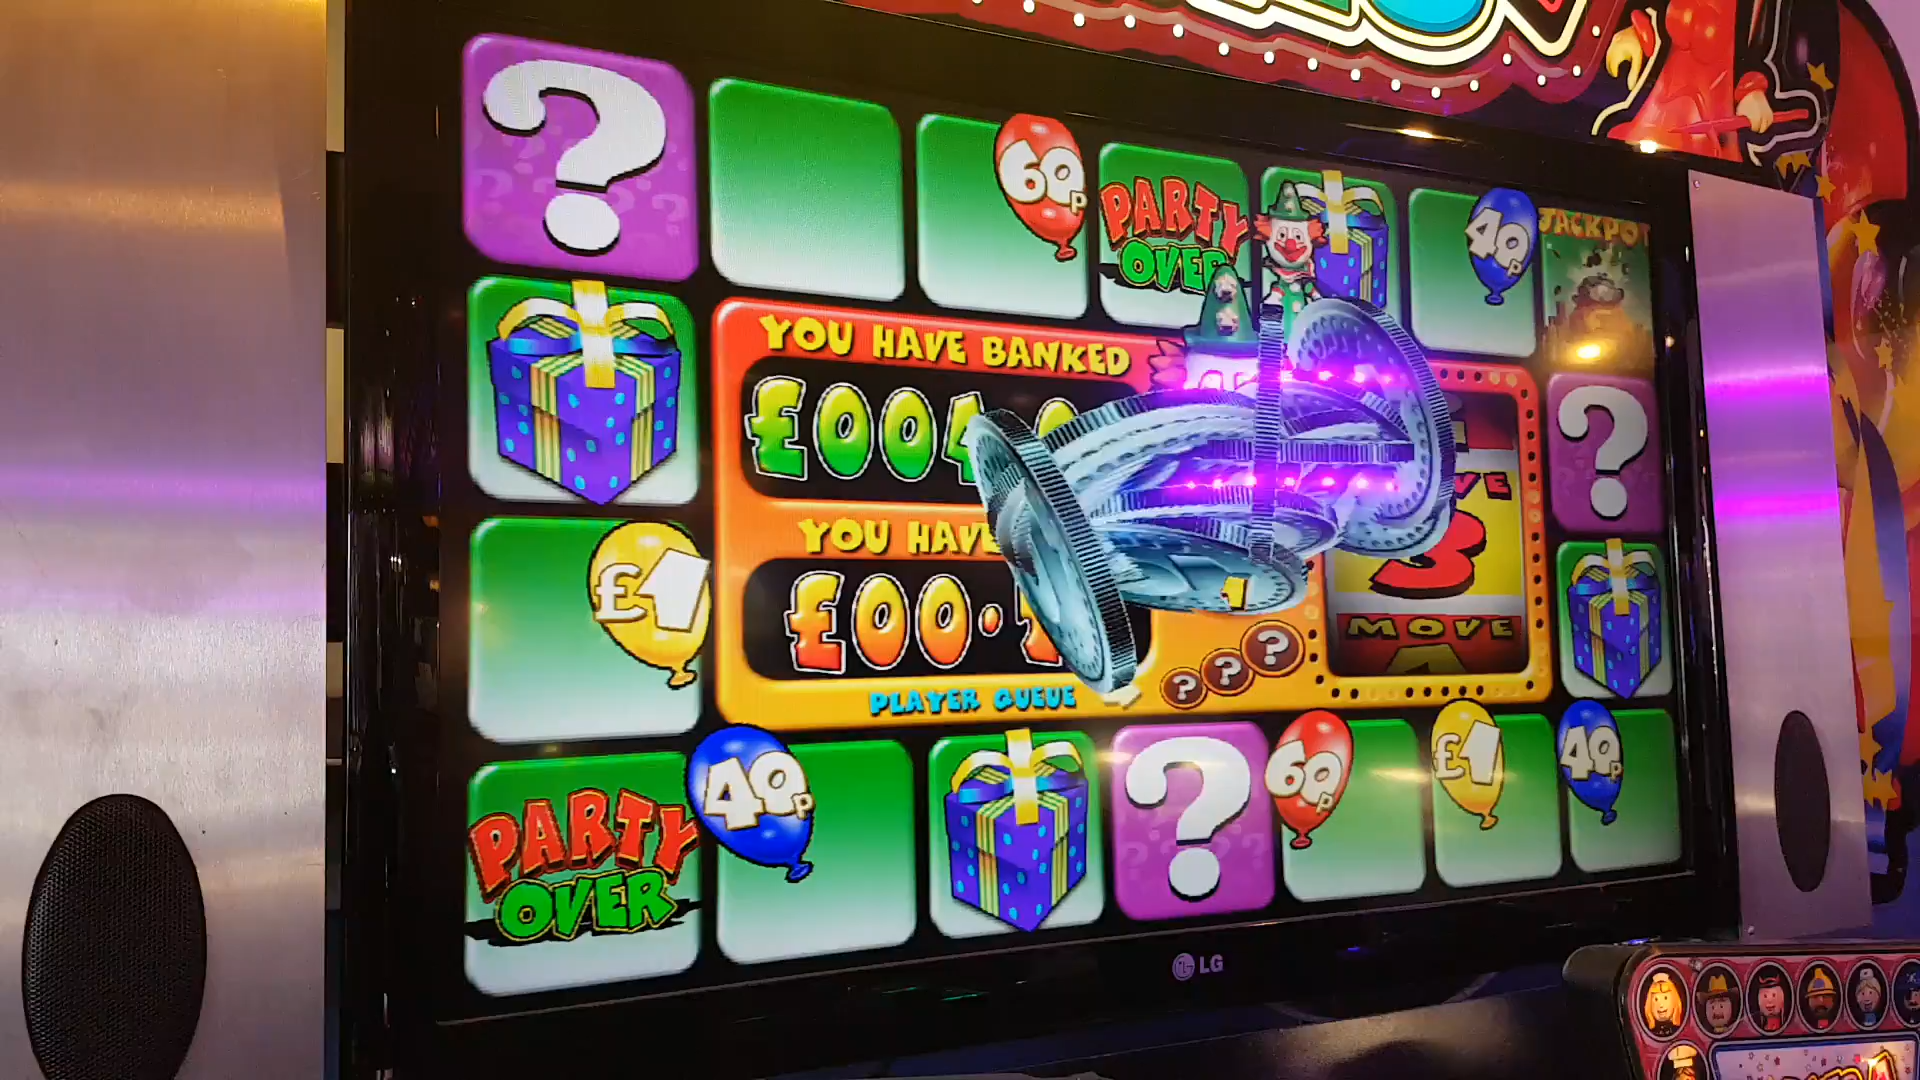 ?
60p
PARTY
OVER
40p
JACKPOT
YOU HAVE BANKED
£004
?
£1
YOU HAVE
£00.
3
MOVE
? ? ?
PLAYER QUEUE
PARTY
OVER
40p
?
60p
£1
40p
LG